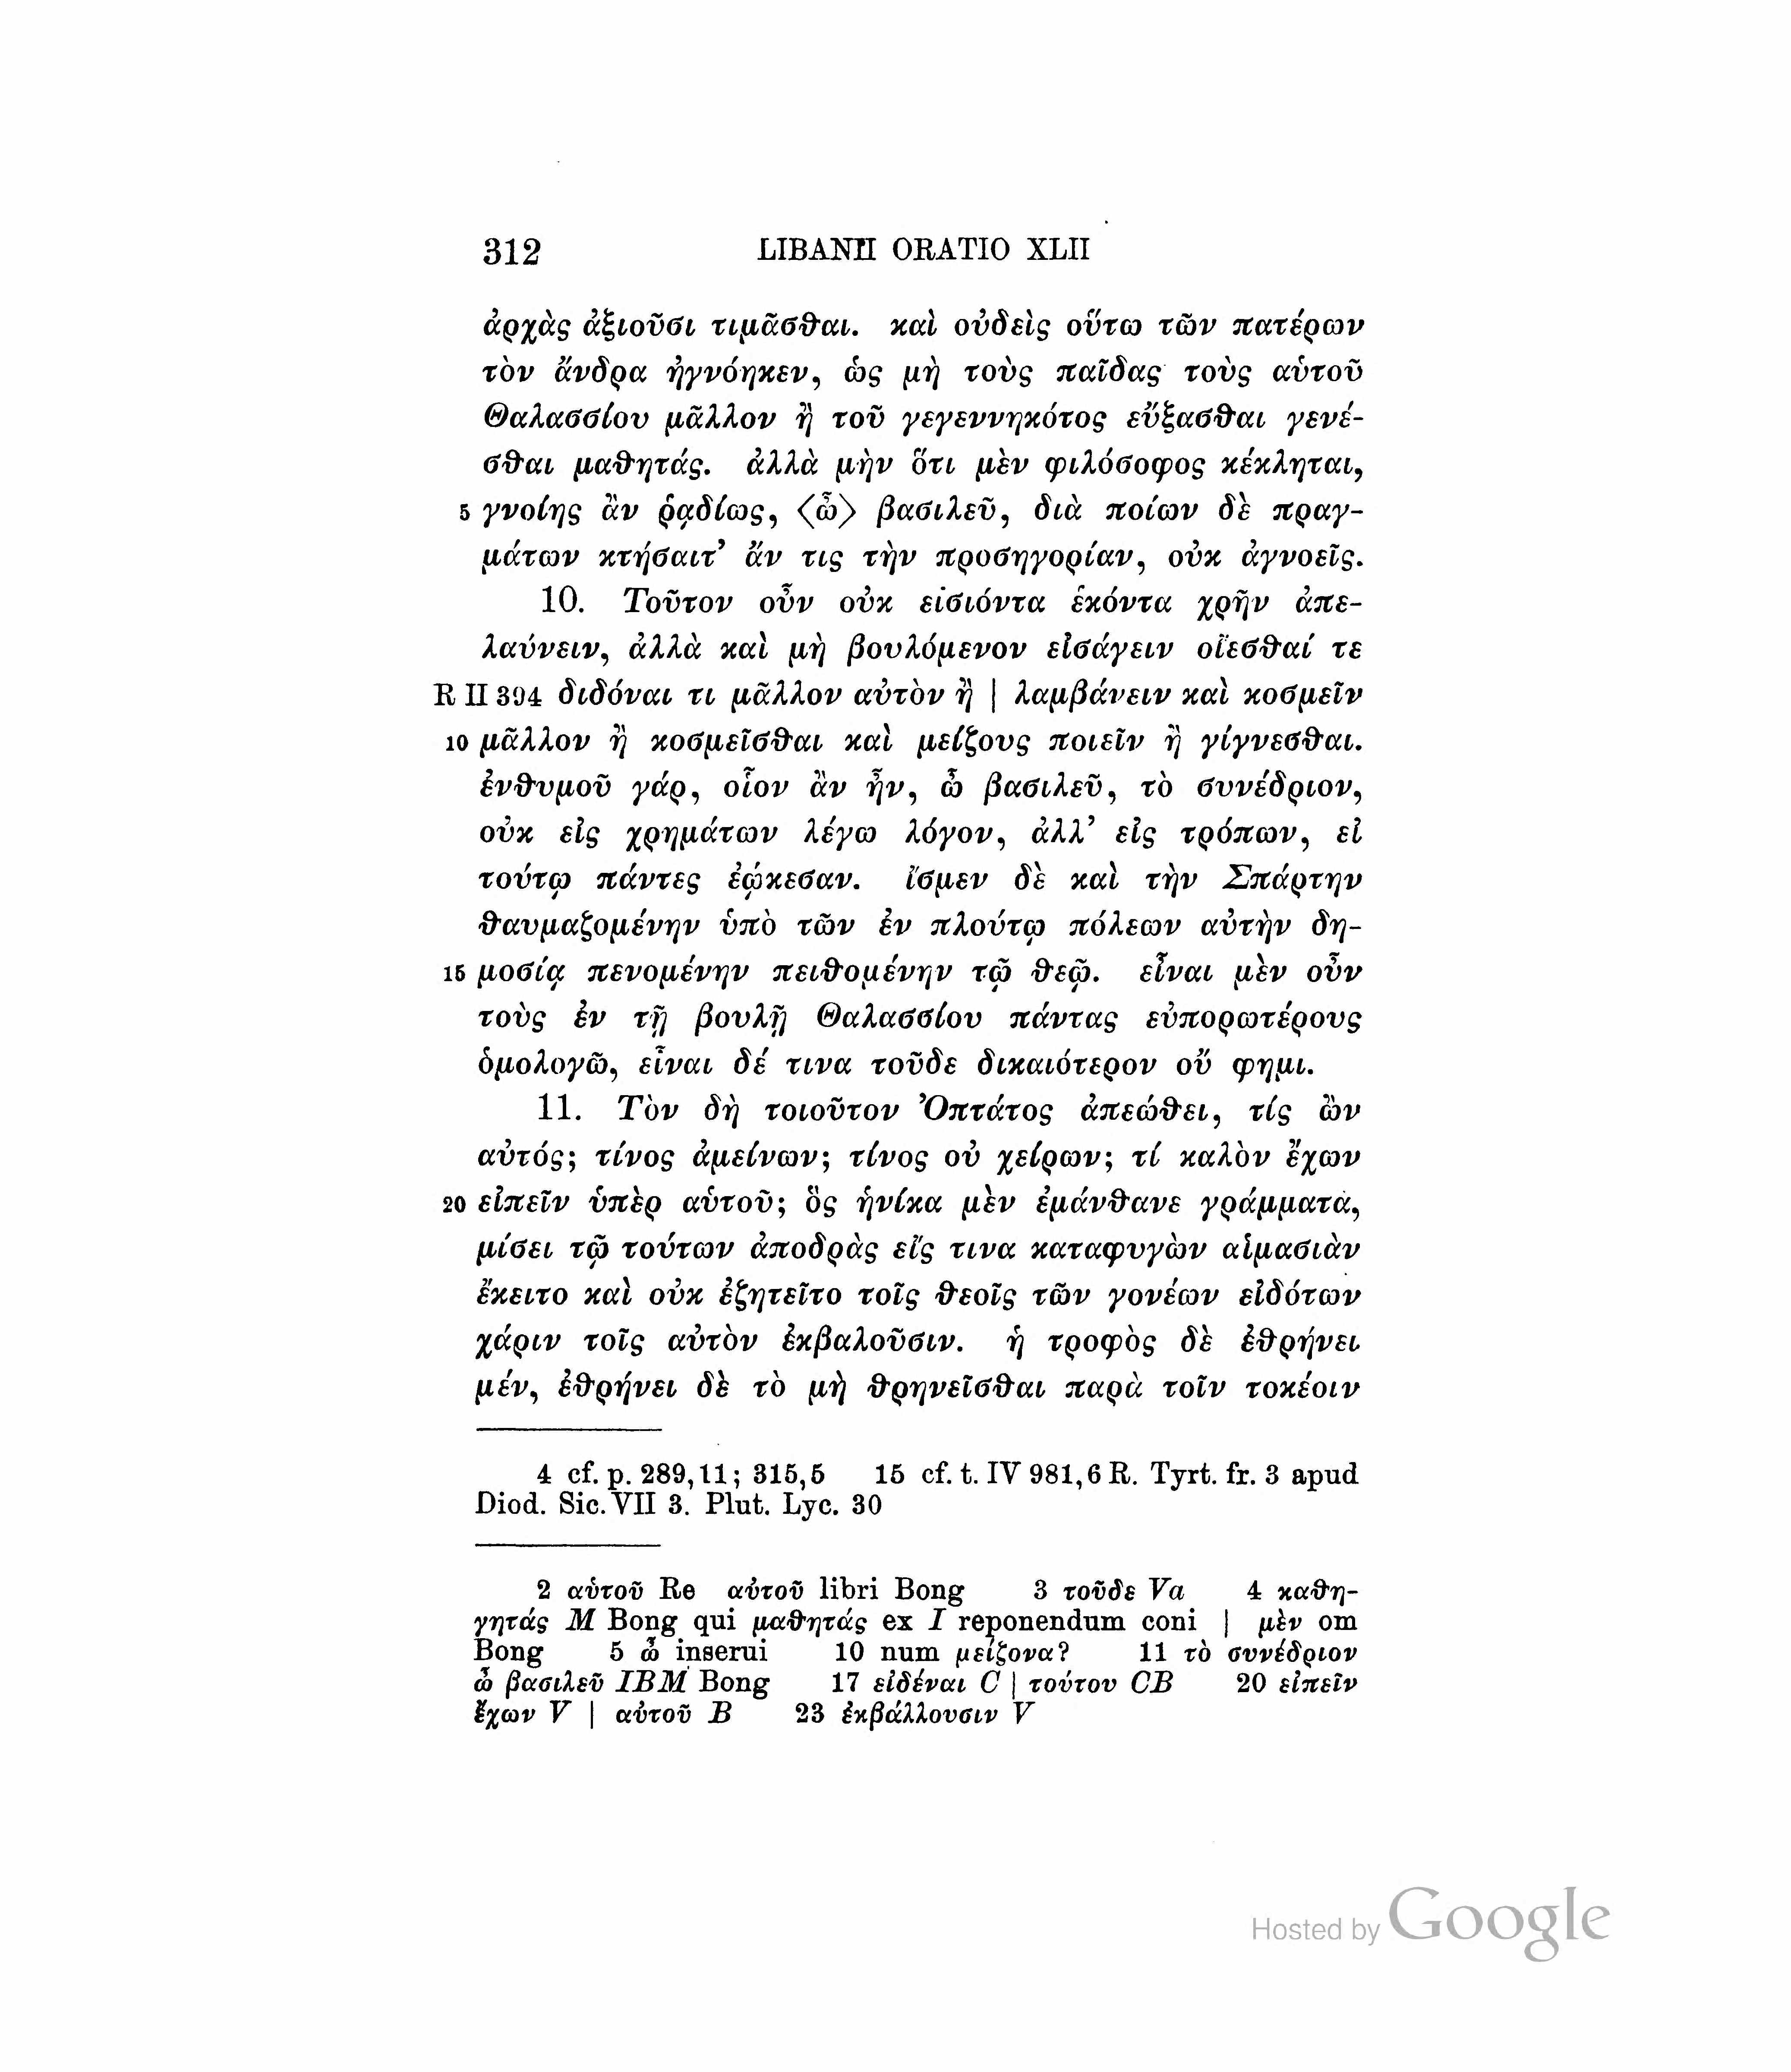 312 LIBANII ORATIO XLII
ἀρχὰς ἀξιοῦσι τιμᾶσθαι. καὶ οὐδεὶς οὕτω τῶν πατέρων
τὸν ἄνδρα ἠγνόηκεν, ὡς μὴ τοὺς παῖδας τοὺς αὑτοῦ
Θαλασσίου μᾶλλον ἢ τοῦ γεγεννηκότος εὔξασθαι γενέ-
σθαι μαθητάς. ἀλλὰ μὴν ὅτι μὲν φιλόσοφος κέκληται,
5 γνοίης ἂν ῥᾳδίως, ⟨ὦ⟩ βασιλεῦ, διὰ ποίων δὲ πραγ-
μάτων κτήσαιτ' ἄν τις τὴν προσηγορίαν, οὐκ ἀγνοεῖς.
10. Τοῦτον οὖν οὐκ εἰσιόντα ἑκόντα χρῆν ἀπε-
λαύνειν, ἀλλὰ καὶ μὴ βουλόμενον εἰσάγειν οἴεσθαί τε
R II 394 διδόναι τι μᾶλλον αὐτὸν ἢ | λαμβάνειν καὶ κοσμεῖν
10 μᾶλλον ἢ κοσμεῖσθαι καὶ μείζους ποιεῖν ἢ γίγνεσθαι.
ἐνθυμοῦ γάρ, οἷον ἂν ἦν, ὦ βασιλεῦ, τὸ συνέδριον,
οὐκ εἰς χρημάτων λέγω λόγον, ἀλλ' εἰς τρόπων, εἰ
τούτῳ πάντες ἐῴκεσαν. ἴσμεν δὲ καὶ τὴν Σπάρτην
θαυμαζομένην ὑπὸ τῶν ἐν πλούτῳ πόλεων αὐτὴν δη-
15 μοσίᾳ πενομένην πειθομένην τῷ θεῷ. εἶναι μὲν οὖν
τοὺς ἐν τῇ βουλῇ Θαλασσίου πάντας εὐπορωτέρους
ὁμολογῶ, εἶναι δέ τινα τοῦδε δικαιότερον οὔ φημι.
11. Τὸν δὴ τοιοῦτον Ὀπτάτος ἀπεώθει, τίς ὢν
αὐτός; τίνος ἀμείνων; τίνος οὐ χείρων; τί καλὸν ἔχων
20 εἰπεῖν ὑπὲρ αὑτοῦ; ὃς ἡνίκα μὲν ἐμάνθανε γράμματα,
μίσει τῷ τούτων ἀποδρὰς εἴς τινα καταφυγὼν αἱμασιὰν
ἔκειτο καὶ οὐκ ἐζητεῖτο τοῖς θεοῖς τῶν γονέων εἰδότων
χάριν τοῖς αὐτὸν ἐκβαλοῦσιν. ἡ τροφὸς δὲ ἐθρήνει
μέν, ἐθρήνει δὲ τὸ μὴ θρηνεῖσθαι παρὰ τοῖν τοκέοιν
4 cf. p. 289,11; 315,5 15 cf. t. IV 981,6 R. Tyrt. fr. 3 apud
Diod. Sic. VII 3. Plut. Lyc. 30
2 αὑτοῦ Re αὐτοῦ libri Bong 3 τοῦδε Va 4 καθη-
γητάς M Bong qui μαθητάς ex I reponendum coni | μὲν om
Bong 5 ὦ inserui 10 num μείζονα? 11 τὸ συνέδριον
ὦ βασιλεῦ IBM Bong 17 εἰδέναι C | τούτου CB 20 εἰπεῖν
ἔχων V | αὐτοῦ B 23 ἐκβάλλουσιν V
Hosted by Google